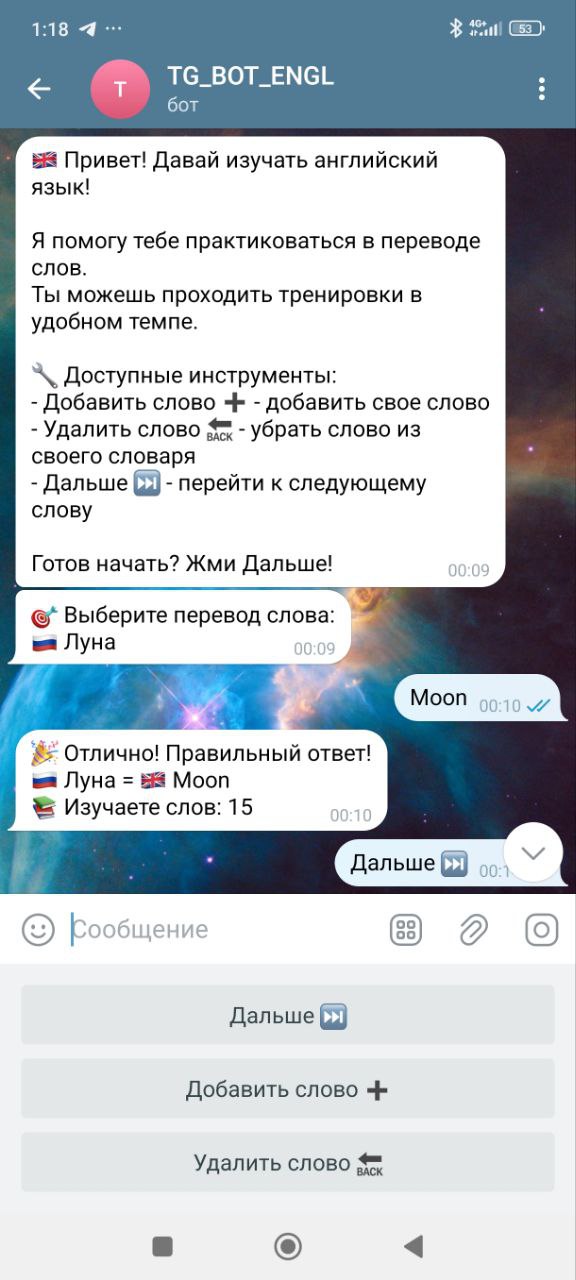 1:18 ...
4G+ 53
T TG_BOT_ENGL
бот
🇬🇧 Привет! Давай изучать английский
язык!
Я помогу тебе практиковаться в переводе
слов.
Ты можешь проходить тренировки в
удобном темпе.
🔧 Доступные инструменты:
- Добавить слово ➕ - добавить свое слово
- Удалить слово 🔙 - убрать слово из
своего словаря
- Дальше ⏭ - перейти к следующему
слову
Готов начать? Жми Дальше! 00:09
🎯 Выберите перевод слова:
🇷🇺 Луна 00:09
Moon 00:10
🎉 Отлично! Правильный ответ!
🇷🇺 Луна = 🇬🇧 Moon
📚 Изучаете слов: 15 00:10
Дальше ⏭
Сообщение
Дальше ⏭
Добавить слово ➕
Удалить слово 🔙